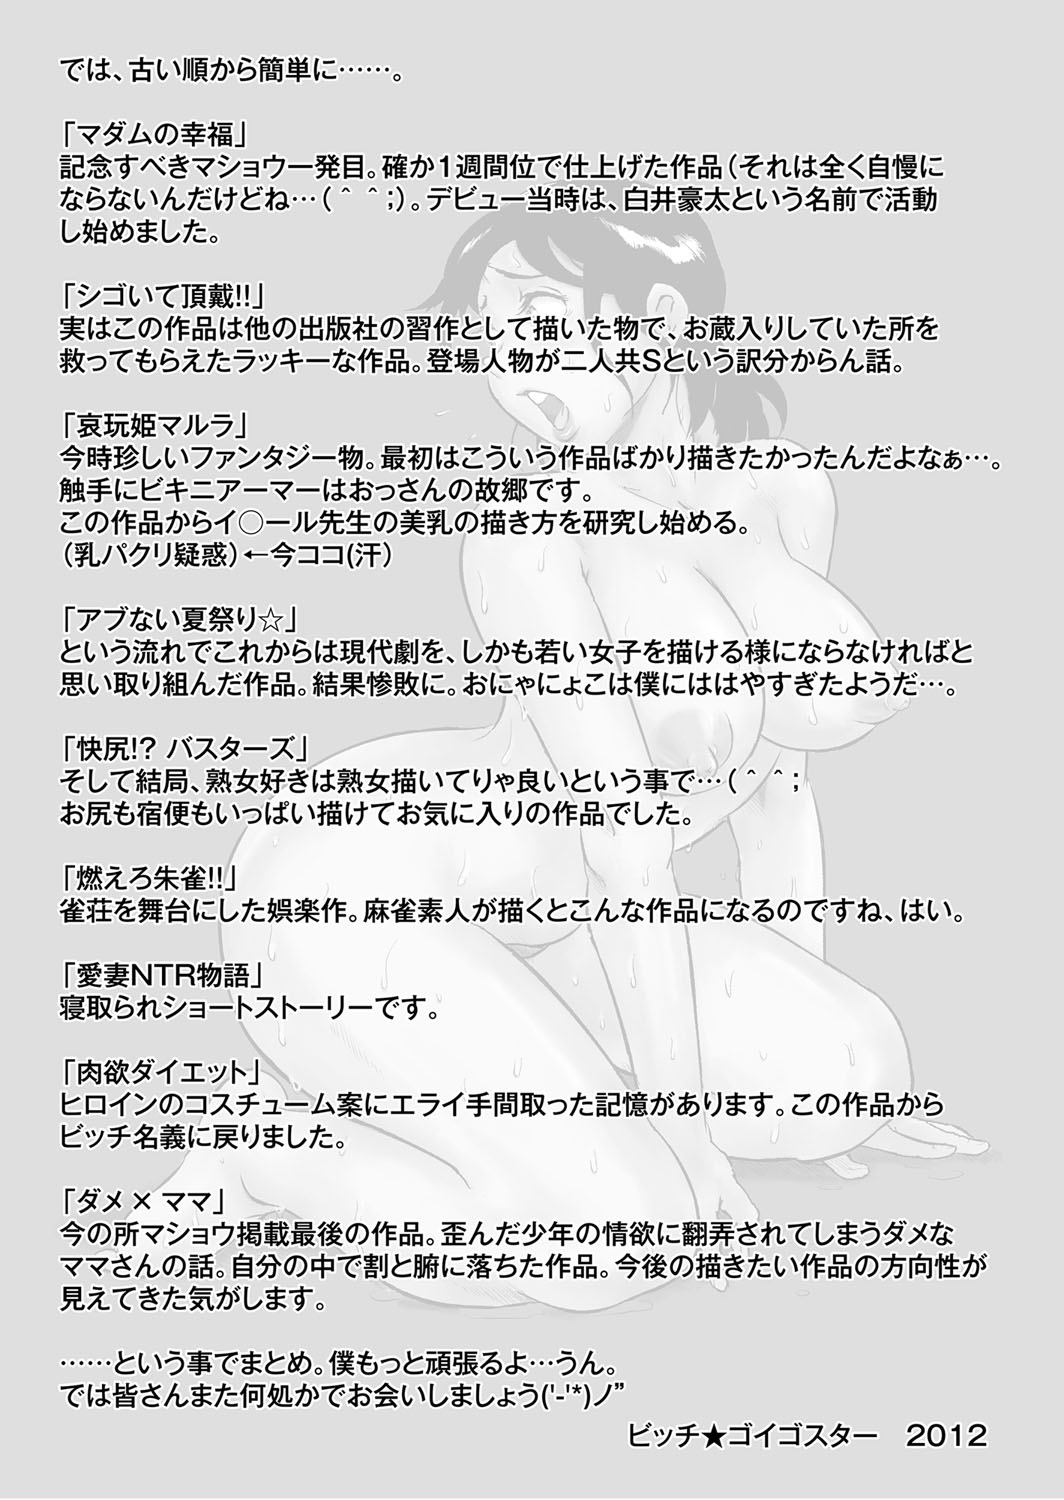 では、古い順から簡単に……。
「マダムの幸福」
記念すべきマショウ一発目。確か１週間位で仕上げた作品（それは全く自慢に
ならないんだけどね…（＾ ＾；）。デビュー当時は、白井豪太という名前で活動
し始めました。
「シゴいて頂戴!!」
実はこの作品は他の出版社の習作として描いた物で、お蔵入りしていた所を
救ってもらえたラッキーな作品。登場人物が二人共Ｓという訳分からん話。
「哀玩姫マルラ」
今時珍しいファンタジー物。最初はこういう作品ばかり描きたかったんだよなぁ…。
触手にビキニアーマーはおっさんの故郷です。
この作品からイ○ール先生の美乳の描き方を研究し始める。
（乳パクリ疑惑）←今ココ(汗）
「アブない夏祭り☆」
という流れでこれからは現代劇を、しかも若い女子を描ける様にならなければと
思い取り組んだ作品。結果惨敗に。おにゃにょこは僕にははやすぎたようだ…。
「快尻!? バスターズ」
そして結局、熟女好きは熟女描いてりゃ良いという事で…（＾ ＾；
お尻も宿便もいっぱい描けてお気に入りの作品でした。
「燃えろ朱雀!!」
雀荘を舞台にした娯楽作。麻雀素人が描くとこんな作品になるのですね、はい。
「愛妻NTR物語」
寝取られショートストーリーです。
「肉欲ダイエット」
ヒロインのコスチューム案にエライ手間取った記憶があります。この作品から
ビッチ名義に戻りました。
「ダメ × ママ」
今の所マショウ掲載最後の作品。歪んだ少年の情欲に翻弄されてしまうダメな
ママさんの話。自分の中で割と腑に落ちた作品。今後の描きたい作品の方向性が
見えてきた気がします。
……という事でまとめ。僕もっと頑張るよ…うん。
では皆さんまた何処かでお会いしましょう('-'*)ノ”
ビッチ★ゴイゴスター　2012